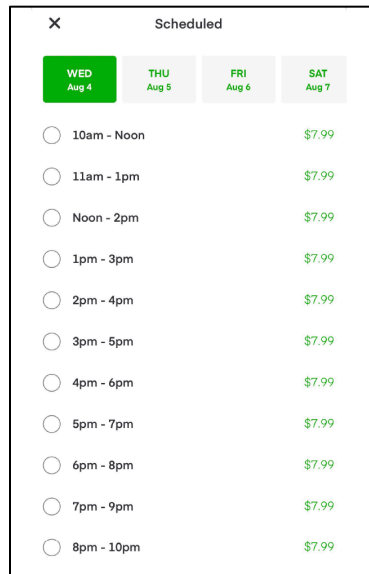 ✕ Scheduled
WED THU FRI SAT
Aug 4 Aug 5 Aug 6 Aug 7
10am - Noon $7.99
11am - 1pm $7.99
Noon - 2pm $7.99
1pm - 3pm $7.99
2pm - 4pm $7.99
3pm - 5pm $7.99
4pm - 6pm $7.99
5pm - 7pm $7.99
6pm - 8pm $7.99
7pm - 9pm $7.99
8pm - 10pm $7.99